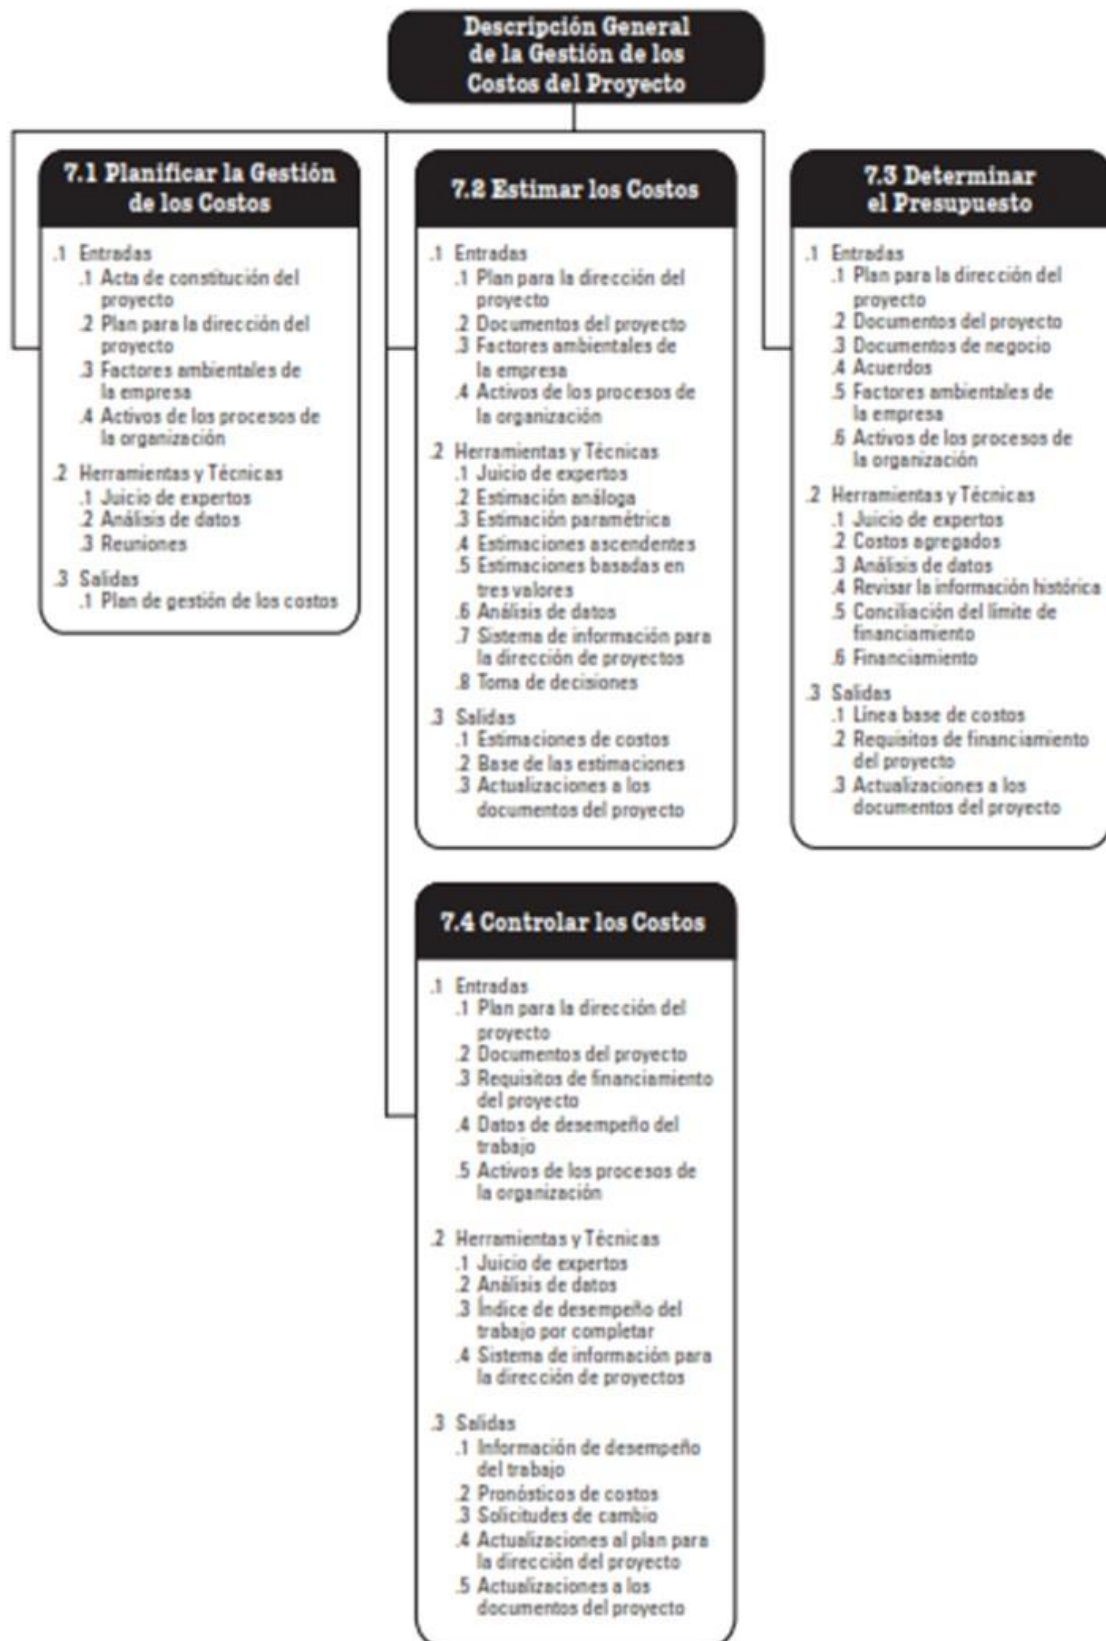 Descripción General
de la Gestión de los
Costos del Proyecto
7.1 Planificar la Gestión
de los Costos
.1 Entradas
.1 Acta de constitución del
proyecto
.2 Plan para la dirección del
proyecto
.3 Factores ambientales de
la empresa
.4 Activos de los procesos de
la organización
.2 Herramientas y Técnicas
.1 Juicio de expertos
.2 Análisis de datos
.3 Reuniones
.3 Salidas
.1 Plan de gestión de los costos
7.2 Estimar los Costos
.1 Entradas
.1 Plan para la dirección del
proyecto
.2 Documentos del proyecto
.3 Factores ambientales de
la empresa
.4 Activos de los procesos de
la organización
.2 Herramientas y Técnicas
.1 Juicio de expertos
.2 Estimación análoga
.3 Estimación paramétrica
.4 Estimaciones ascendentes
.5 Estimaciones basadas en
tres valores
.6 Análisis de datos
.7 Sistema de información para
la dirección de proyectos
.8 Toma de decisiones
.3 Salidas
.1 Estimaciones de costos
.2 Base de las estimaciones
.3 Actualizaciones a los
documentos del proyecto
7.3 Determinar
el Presupuesto
.1 Entradas
.1 Plan para la dirección del
proyecto
.2 Documentos del proyecto
.3 Documentos de negocio
.4 Acuerdos
.5 Factores ambientales de
la empresa
.6 Activos de los procesos de
la organización
.2 Herramientas y Técnicas
.1 Juicio de expertos
.2 Costos agregados
.3 Análisis de datos
.4 Revisar la información histórica
.5 Conciliación del límite de
financiamiento
.6 Financiamiento
.3 Salidas
.1 Línea base de costos
.2 Requisitos de financiamiento
del proyecto
.3 Actualizaciones a los
documentos del proyecto
7.4 Controlar los Costos
.1 Entradas
.1 Plan para la dirección del
proyecto
.2 Documentos del proyecto
.3 Requisitos de financiamiento
del proyecto
.4 Datos de desempeño del
trabajo
.5 Activos de los procesos de
la organización
.2 Herramientas y Técnicas
.1 Juicio de expertos
.2 Análisis de datos
.3 Índice de desempeño del
trabajo por completar
.4 Sistema de información para
la dirección de proyectos
.3 Salidas
.1 Información de desempeño
del trabajo
.2 Pronósticos de costos
.3 Solicitudes de cambio
.4 Actualizaciones al plan para
la dirección del proyecto
.5 Actualizaciones a los
documentos del proyecto